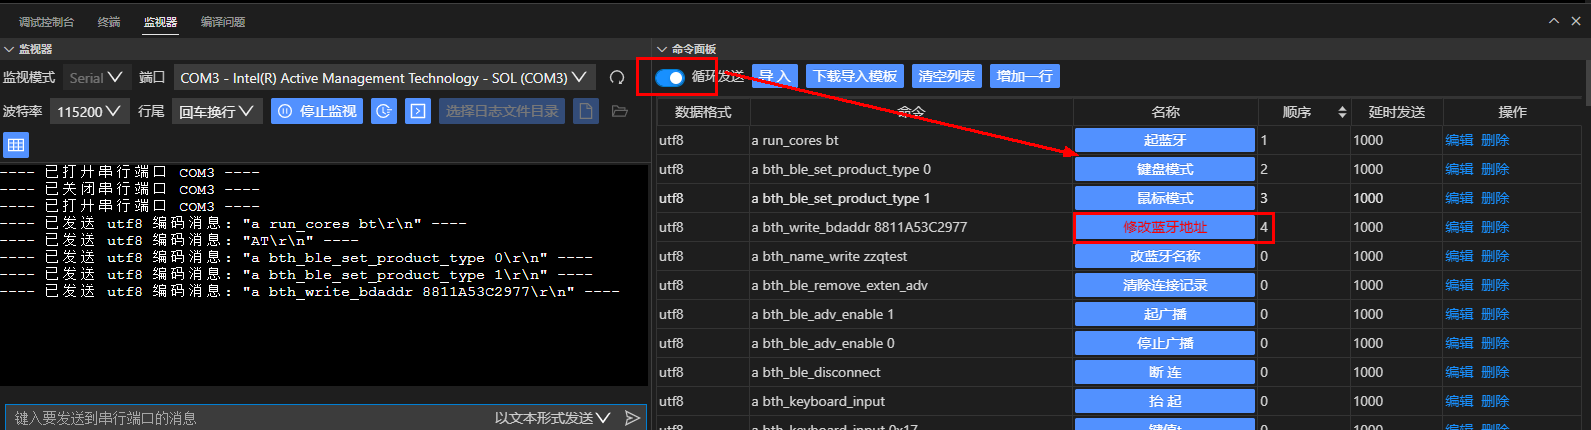 调试控制台 终端 监视器 编译问题
监视器
监视模式 Serial 端口 COM3 - Intel(R) Active Management Technology - SOL (COM3)
波特率 115200 行尾 回车换行 停止监视 选择日志文件目录
---- 已打开串行端口 COM3 ----
---- 已关闭串行端口 COM3 ----
---- 已打开串行端口 COM3 ----
---- 已发送 utf8 编码消息: "a run_cores bt\r\n" ----
---- 已发送 utf8 编码消息: "AT\r\n" ----
---- 已发送 utf8 编码消息: "a bth_ble_set_product_type 0\r\n" ----
---- 已发送 utf8 编码消息: "a bth_ble_set_product_type 1\r\n" ----
---- 已发送 utf8 编码消息: "a bth_write_bdaddr 8811A53C2977\r\n" ----
键入要发送到串行端口的消息 以文本形式发送
命令面板
循环发送 导入 下载导入模板 清空列表 增加一行
数据格式 命令 名称 顺序 延时发送 操作
utf8 a run_cores bt 起蓝牙 1 1000 编辑 删除
utf8 a bth_ble_set_product_type 0 键盘模式 2 1000 编辑 删除
utf8 a bth_ble_set_product_type 1 鼠标模式 3 1000 编辑 删除
utf8 a bth_write_bdaddr 8811A53C2977 修改蓝牙地址 4 1000 编辑 删除
utf8 a bth_name_write zzqtest 改蓝牙名称 0 1000 编辑 删除
utf8 a bth_ble_remove_exten_adv 清除连接记录 0 1000 编辑 删除
utf8 a bth_ble_adv_enable 1 起广播 0 1000 编辑 删除
utf8 a bth_ble_adv_enable 0 停止广播 0 1000 编辑 删除
utf8 a bth_ble_disconnect 断 连 0 1000 编辑 删除
utf8 a bth_keyboard_input 抬 起 0 1000 编辑 删除
utf8 a bth_keyboard_input 0x17 0 1000 编辑 删除